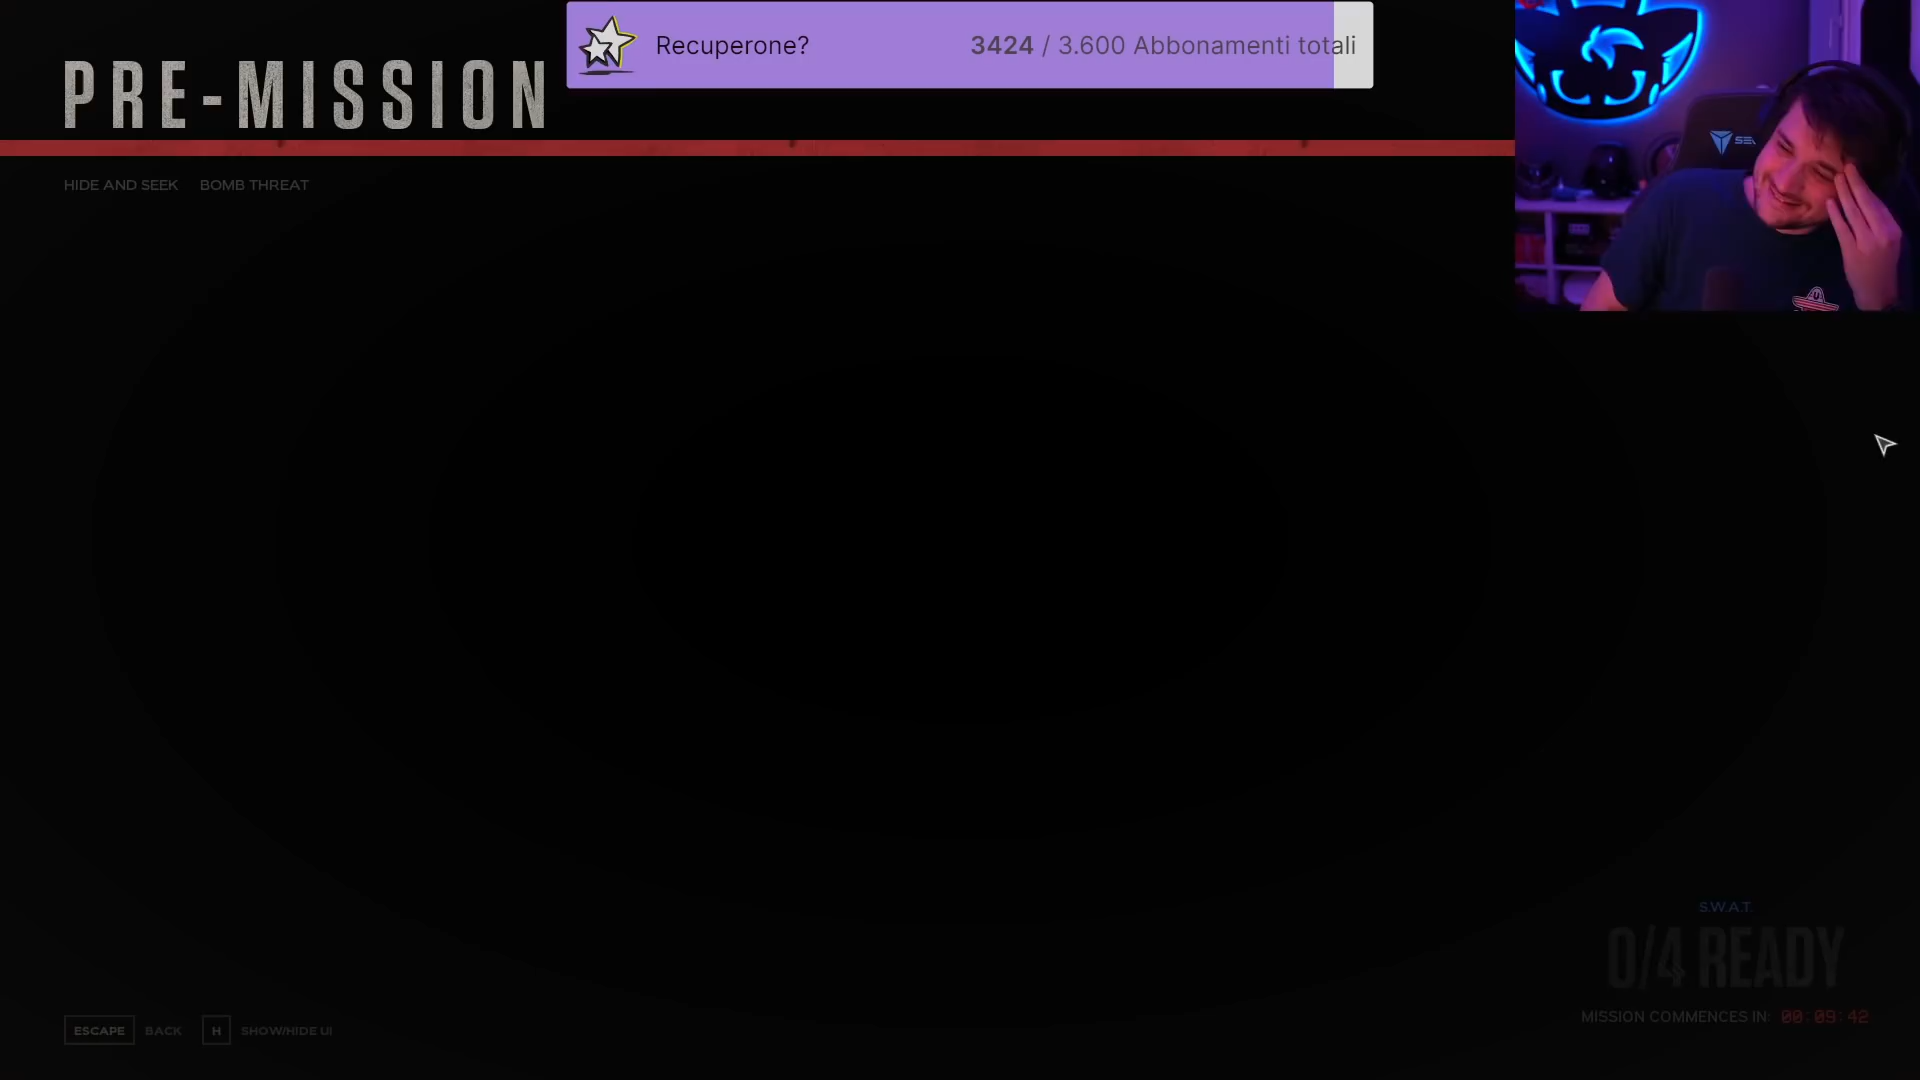 Recuperone?
3424 / 3.600 Abbonamenti totali
PRE-MISSION
HIDE AND SEEK BOMB THREAT
S.W.A.T.
0/4 READY
MISSION COMMENCES IN: 00:09:42
ESCAPE BACK H SHOW/HIDE UI